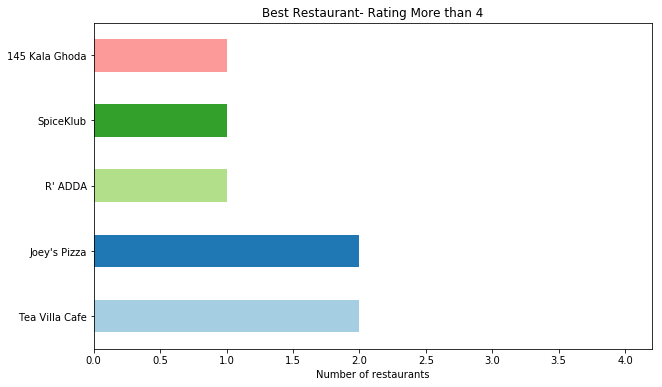 Best Restaurant- Rating More than 4
145 Kala Ghoda
SpiceKlub
R' ADDA
Joey's Pizza
Tea Villa Cafe
0.0 0.5 1.0 1.5 2.0 2.5 3.0 3.5 4.0
Number of restaurants